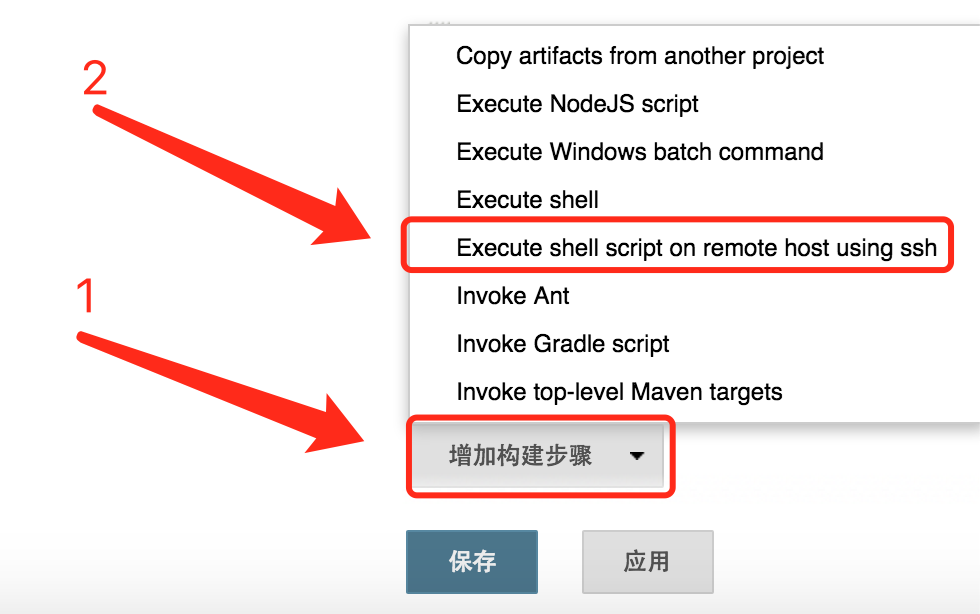 2
Copy artifacts from another project
Execute NodeJS script
Execute Windows batch command
Execute shell
Execute shell script on remote host using ssh
1
Invoke Ant
Invoke Gradle script
Invoke top-level Maven targets
增加构建步骤
保存
应用